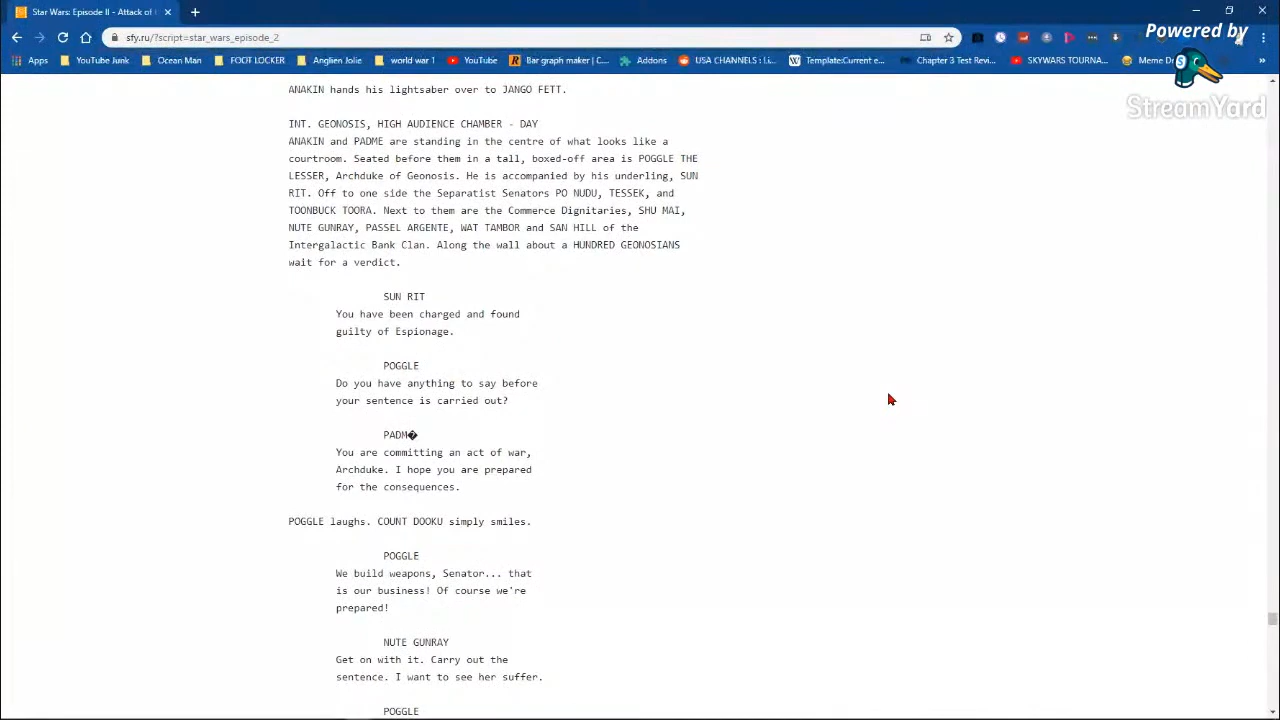 Star Wars: Episode II - Attack of
Powered by
sfy.ru/?script=star_wars_episode_2
Apps
YouTube Junk
Ocean Man
FOOT LOCKER
Anglien Jolie
world war 1
YouTube
Bar graph maker | C...
Addons
USA CHANNELS : Li...
Template:Current e...
Chapter 3 Test Revi...
SKYWARS TOURNA...
StreamYard
ANAKIN hands his lightsaber over to JANGO FETT.
INT. GEONOSIS, HIGH AUDIENCE CHAMBER - DAY
ANAKIN and PADME are standing in the centre of what looks like a
courtroom. Seated before them in a tall, boxed-off area is POGGLE THE
LESSER, Archduke of Geonosis. He is accompanied by his underling, SUN
RIT. Off to one side the Separatist Senators PO NUDU, TESSEK, and
TOONBUCK TOORA. Next to them are the Commerce Dignitaries, SHU MAI,
NUTE GUNRAY, PASSEL ARGENTE, WAT TAMBOR and SAN HILL of the
Intergalactic Bank Clan. Along the wall about a HUNDRED GEONOSIANS
wait for a verdict.
SUN RIT
You have been charged and found
guilty of Espionage.
POGGLE
Do you have anything to say before
your sentence is carried out?
PADM�
You are committing an act of war,
Archduke. I hope you are prepared
for the consequences.
POGGLE laughs. COUNT DOOKU simply smiles.
POGGLE
We build weapons, Senator... that
is our business! Of course we're
prepared!
NUTE GUNRAY
Get on with it. Carry out the
sentence. I want to see her suffer.
POGGLE